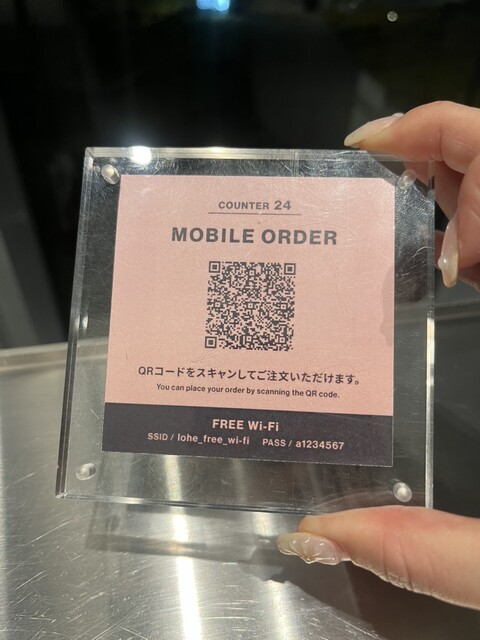 COUNTER 24
MOBILE ORDER
QRコードをスキャンしてご注文いただけます。
You can place your order by scanning the QR code.
FREE Wi-Fi
SSID / lohe_free_wi-fi PASS / a1234567